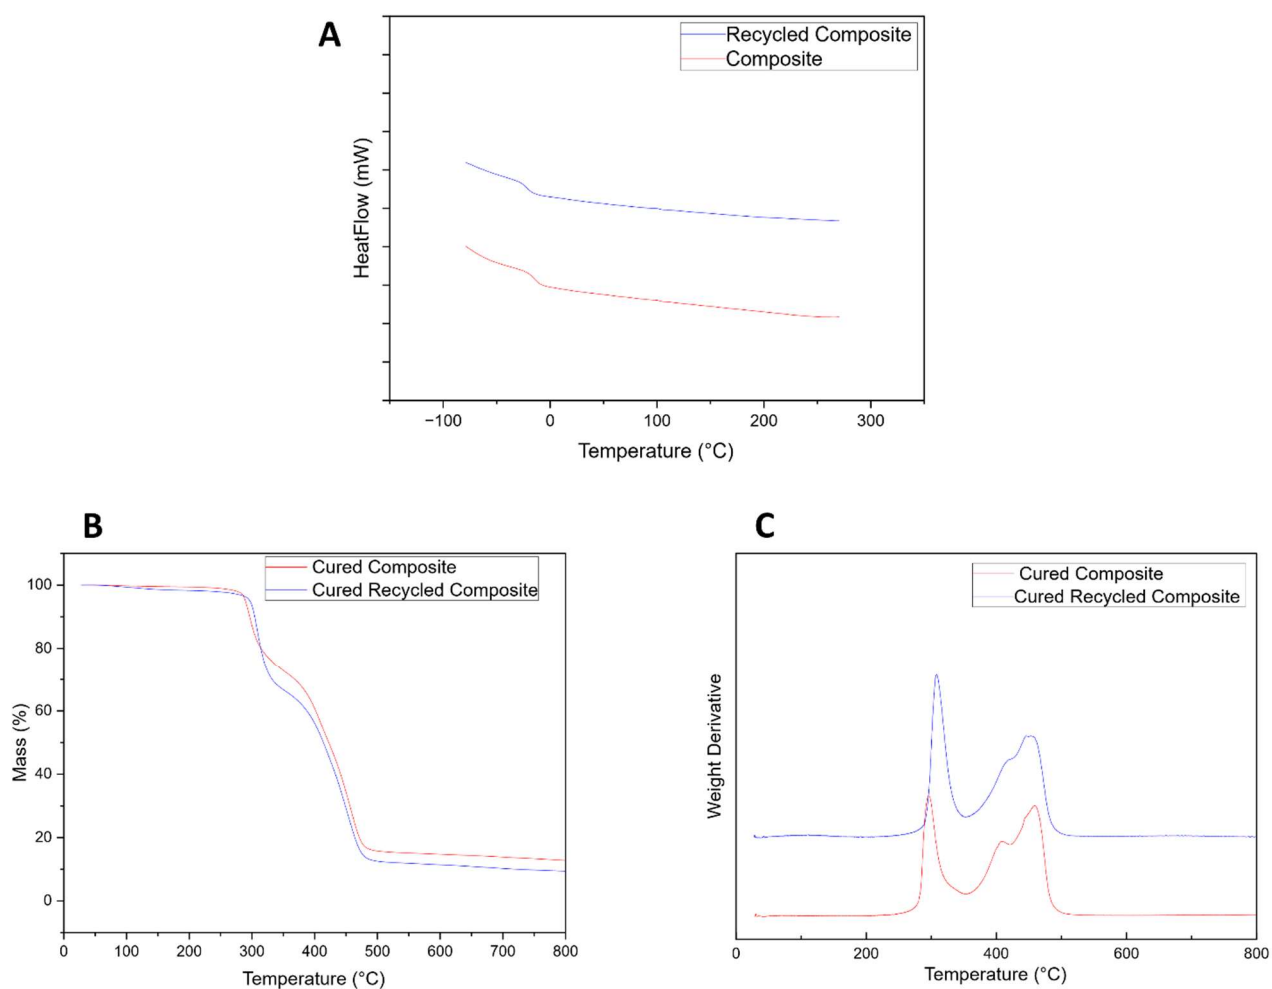 A
Recycled Composite
Composite
HeatFlow (mW)
−100
0
100
200
300
Temperature (°C)
B
Cured Composite
Cured Recycled Composite
100
80
60
40
20
0
Mass (%)
0
100
200
300
400
500
600
700
800
Temperature (°C)
C
Cured Composite
Cured Recycled Composite
Weight Derivative
0
200
400
600
800
Temperature (°C)